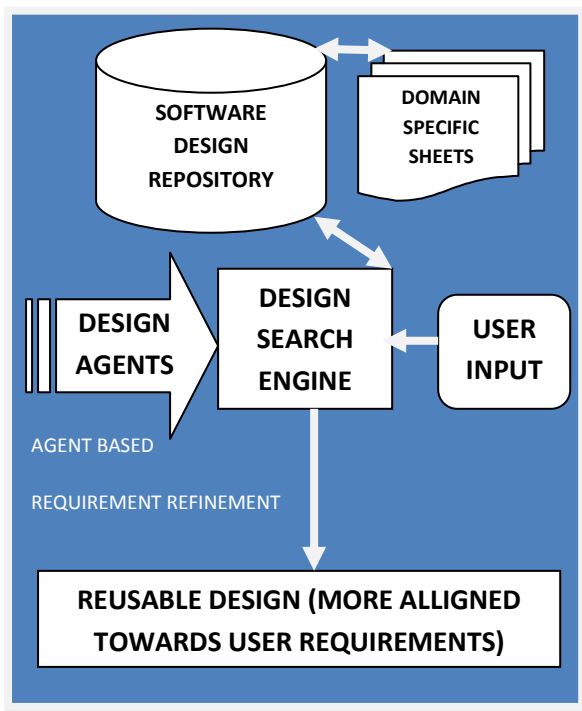 SOFTWARE
DESIGN
REPOSITORY
DOMAIN
SPECIFIC
SHEETS
DESIGN
AGENTS
DESIGN
SEARCH
ENGINE
USER
INPUT
AGENT BASED
REQUIREMENT REFINEMENT
REUSABLE DESIGN (MORE ALLIGNED
TOWARDS USER REQUIREMENTS)